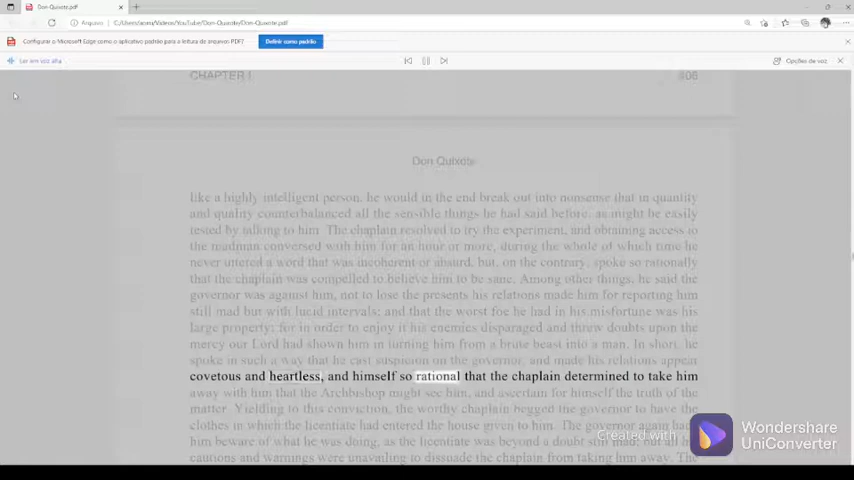 Don-Quixote.pdf
Arquivo
C:/Users/
/Videos/YouTube/Don-Quixote/Don-Quixote.pdf
Configurar o Microsoft Edge como o aplicativo padrão para a leitura de arquivos PDF?
Definir como padrão
Ler em voz alta
Opções de voz
CHAPTER I
406
Don Quixote
like a highly intelligent person, he would in the end break out into nonsense that in quantity
and quality counterbalanced all the sensible things he had said before, as might be easily
tested by talking to him. The chaplain resolved to try the experiment, and obtaining access to
the madman conversed with him for an hour or more, during the whole of which time he
never uttered a word that was incoherent or absurd, but, on the contrary, spoke so rationally
that the chaplain was compelled to believe him to be sane. Among other things, he said the
governor was against him, not to lose the presents his relations made him for reporting him
still mad but with lucid intervals; and that the worst foe he had in his misfortune was his
large property; for in order to enjoy it his enemies disparaged and threw doubts upon the
mercy our Lord had shown him in turning him from a brute beast into a man. In short, he
spoke in such a way that he cast suspicion on the governor, and made his relations appear
covetous and heartless, and himself so rational that the chaplain determined to take him
away with him that the Archbishop might see him, and ascertain for himself the truth of the
matter. Yielding to this conviction, the worthy chaplain begged the governor to have the
clothes in which the licentiate had entered the house given to him. The governor again bade
him beware of what he was doing, as the licentiate was beyond a doubt still mad; but all his
cautions and warnings were unavailing to dissuade the chaplain from taking him away. The
Created with
Wondershare
UniConverter